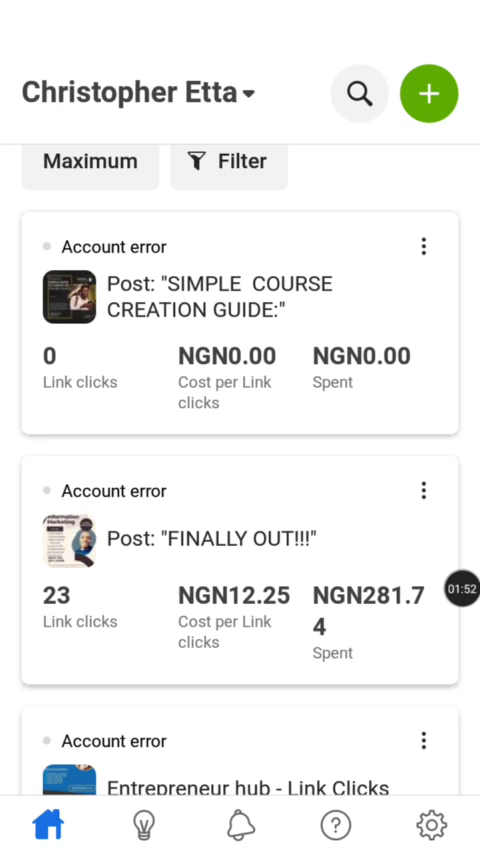 Christopher Etta
Maximum
Filter
Account error
Post: "SIMPLE COURSE
CREATION GUIDE:"
0
NGN0.00
NGN0.00
Link clicks
Cost per Link
clicks
Spent
Account error
Information
Marketing
Post: "FINALLY OUT!!!"
23
NGN12.25
NGN281.7
4
Link clicks
Cost per Link
clicks
Spent
01:52
Account error
Entrepreneur hub - Link Clicks